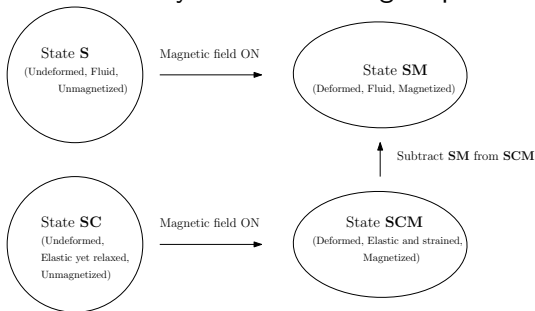 State S
(Undeformed, Fluid,
Unmagnetized)
Magnetic field ON
State SM
(Deformed, Fluid, Magnetized)
Subtract SM from SCM
State SC
(Undeformed,
Elastic yet relaxed,
Unmagnetized)
Magnetic field ON
State SCM
(Deformed, Elastic and strained,
Magnetized)